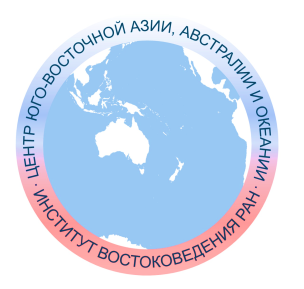 ЦЕНТР ЮГО-ВОСТОЧНОЙ АЗИИ, АВСТРАЛИИ И ОКЕАНИИ
· ИНСТИТУТ ВОСТОКОВЕДЕНИЯ РАН ·